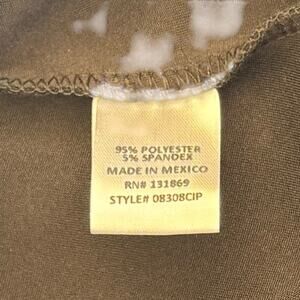 95% POLYESTER
5% SPANDEX
MADE IN MEXICO
RN# 131869
STYLE# 08308CIP